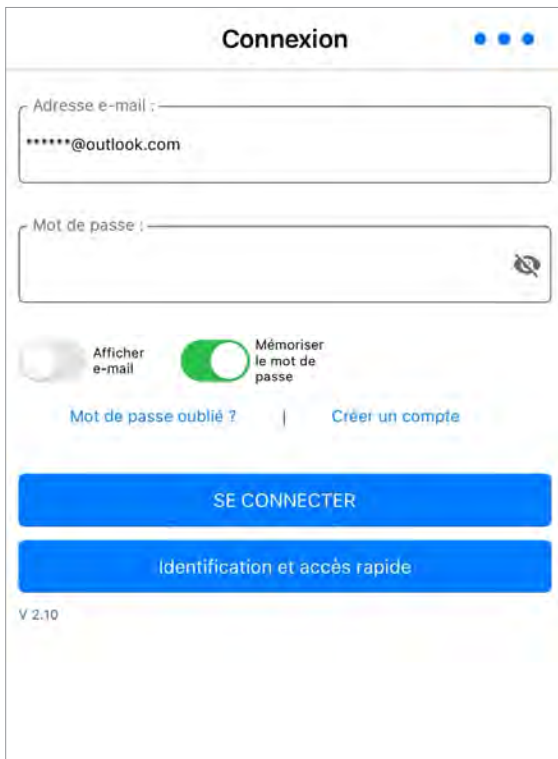 Connexion
Adresse e-mail :
******@outlook.com
Mot de passe :
Afficher
e-mail
Mémoriser
le mot de
passe
Mot de passe oublié ? | Créer un compte
SE CONNECTER
Identification et accès rapide
V 2.10